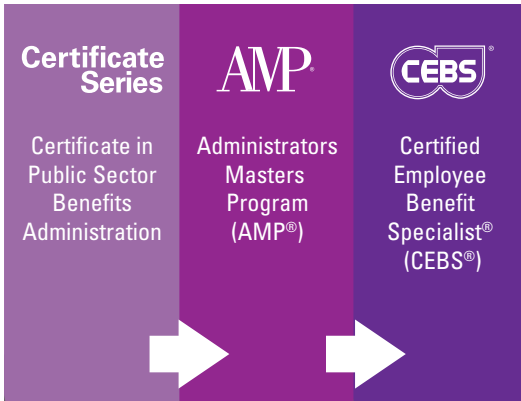 Certificate
Series
Certificate in
Public Sector
Benefits
Administration
AMP®
Administrators
Masters
Program
(AMP®)
CEBS®
Certified
Employee
Benefit
Specialist®
(CEBS®)